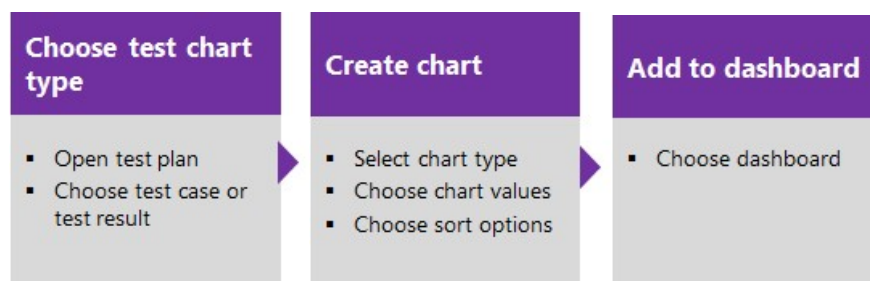 Choose test chart
type
▪ Open test plan
▪ Choose test case or
test result
Create chart
▪ Select chart type
▪ Choose chart values
▪ Choose sort options
Add to dashboard
▪ Choose dashboard